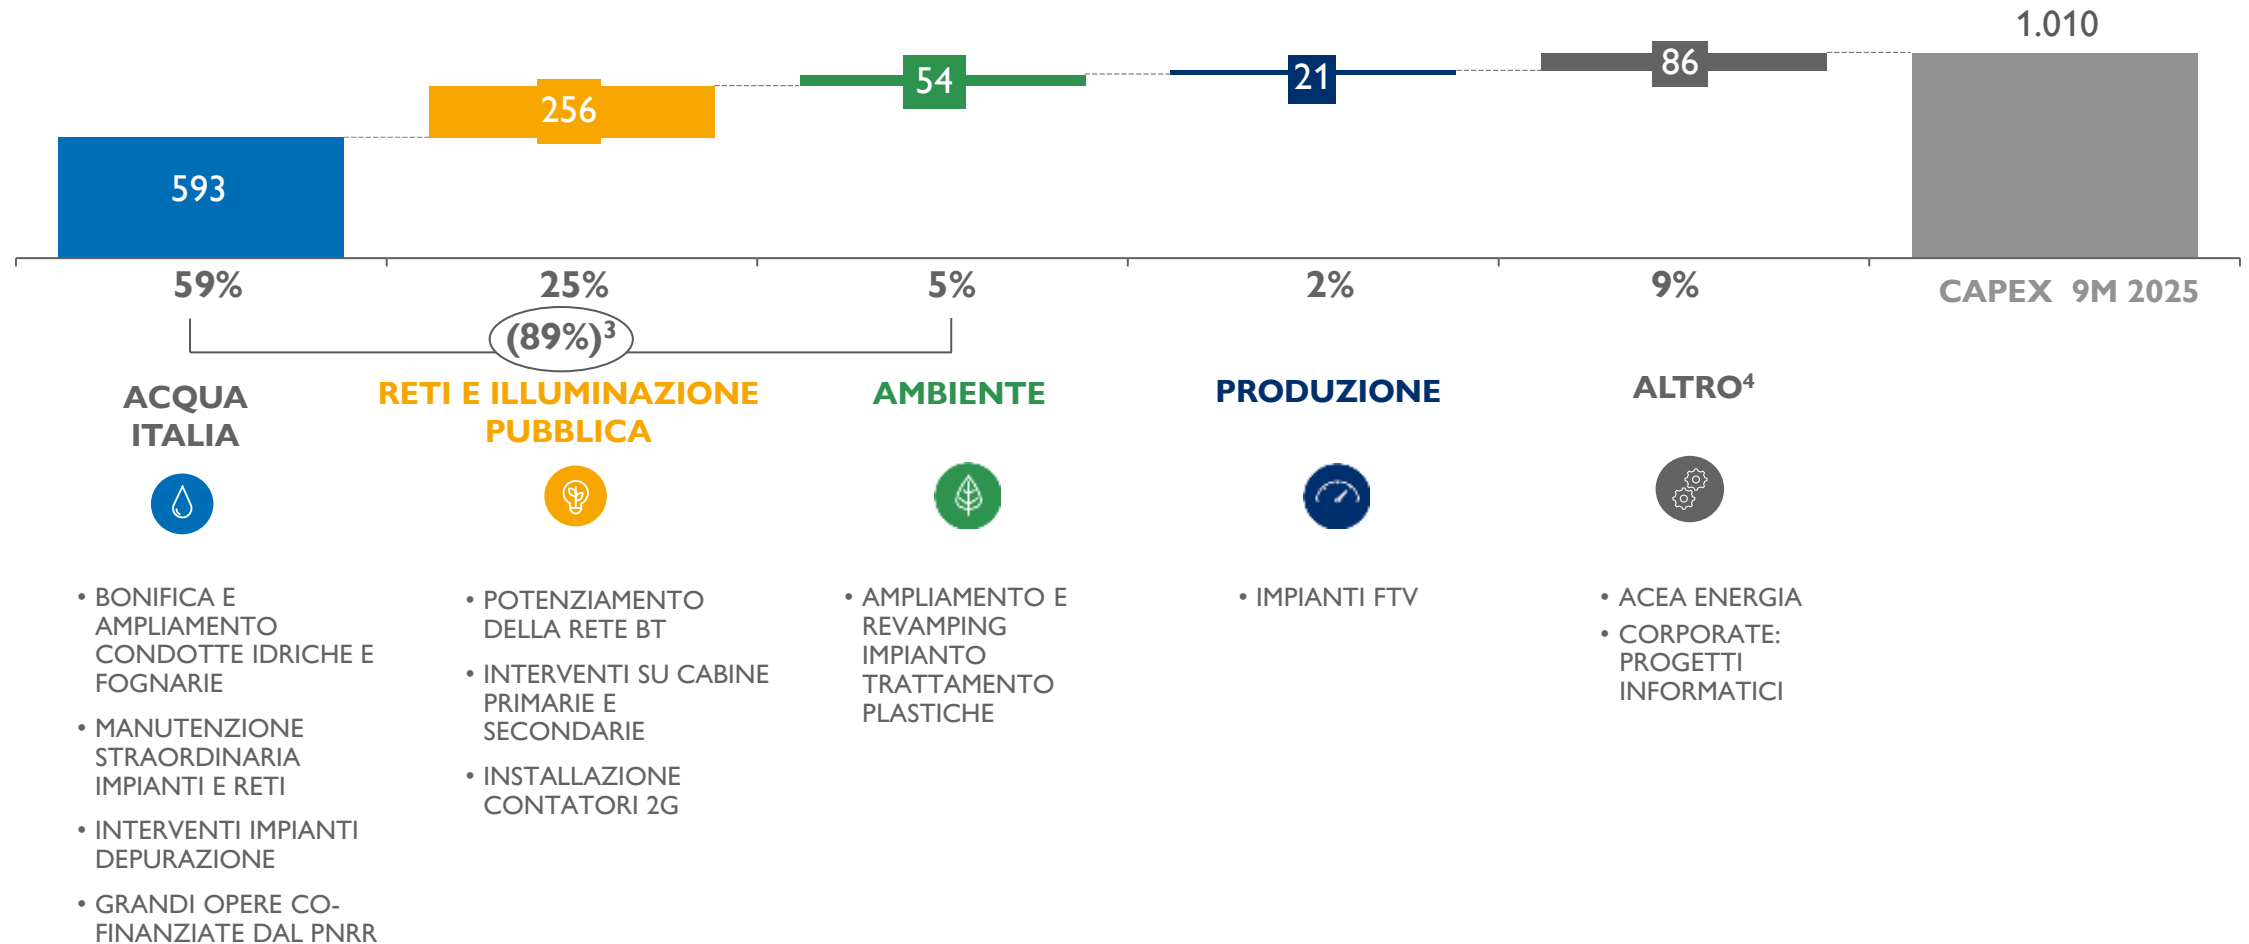 1.010
593
256
54
21
86
59%
25%
5%
2%
9%
CAPEX 9M 2025
(89%)³
ACQUA
ITALIA
RETI E ILLUMINAZIONE
PUBBLICA
AMBIENTE
PRODUZIONE
ALTRO⁴
• BONIFICA E
AMPLIAMENTO
CONDOTTE IDRICHE E
FOGNARIE
• MANUTENZIONE
STRAORDINARIA
IMPIANTI E RETI
• INTERVENTI IMPIANTI
DEPURAZIONE
• GRANDI OPERE CO-
FINANZIATE DAL PNRR
• POTENZIAMENTO
DELLA RETE BT
• INTERVENTI SU CABINE
PRIMARIE E
SECONDARIE
• INSTALLAZIONE
CONTATORI 2G
• AMPLIAMENTO E
REVAMPING
IMPIANTO
TRATTAMENTO
PLASTICHE
• IMPIANTI FTV
• ACEA ENERGIA
• CORPORATE:
PROGETTI
INFORMATICI